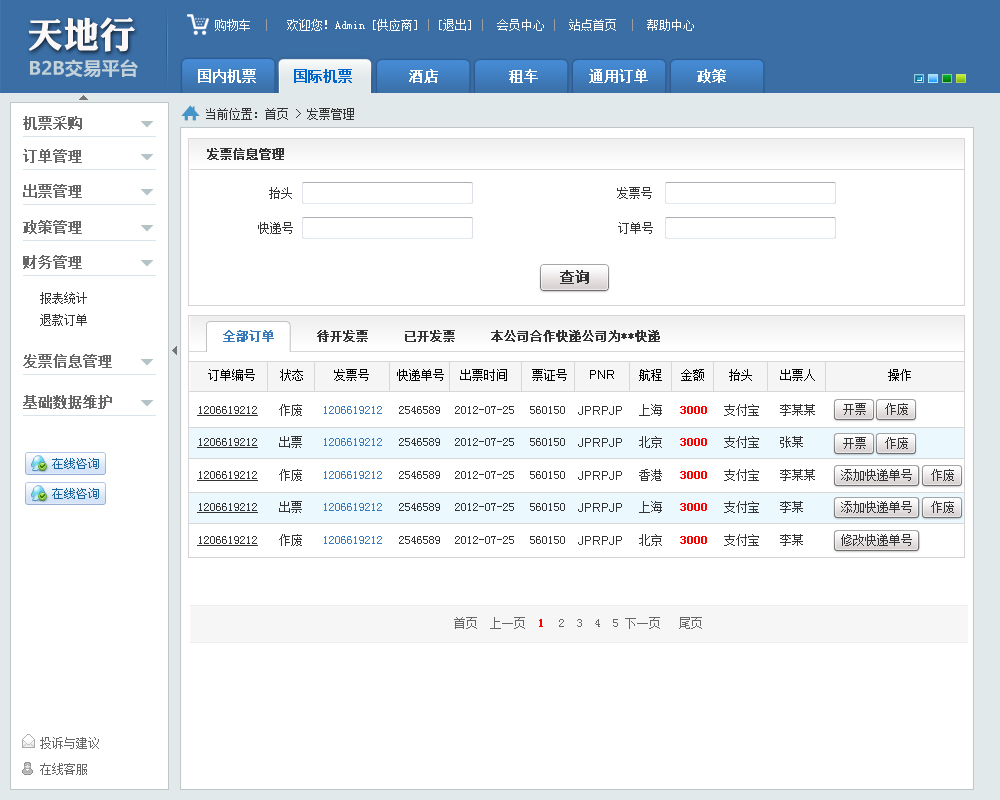 天地行
B2B交易平台
购物车 | 欢迎您! Admin [供应商] | [退出] | 会员中心 | 站点首页 | 帮助中心
国内机票 国际机票 酒店 租车 通用订单 政策
机票采购
订单管理
出票管理
政策管理
财务管理
报表统计
退款订单
发票信息管理
基础数据维护
在线咨询
在线咨询
投诉与建议
在线客服
当前位置: 首页 > 发票管理
发票信息管理
抬头 发票号
快递号 订单号
查询
全部订单 待开发票 已开发票 本公司合作快递公司为**快递
订单编号 状态 发票号 快递单号 出票时间 票证号 PNR 航程 金额 抬头 出票人 操作
1206619212 作废 1206619212 2546589 2012-07-25 560150 JPRPJP 上海 3000 支付宝 李某某 开票 作废
1206619212 出票 1206619212 2546589 2012-07-25 560150 JPRPJP 北京 3000 支付宝 张某 开票 作废
1206619212 作废 1206619212 2546589 2012-07-25 560150 JPRPJP 香港 3000 支付宝 李某某 添加快递单号 作废
1206619212 出票 1206619212 2546589 2012-07-25 560150 JPRPJP 上海 3000 支付宝 李某 添加快递单号 作废
1206619212 作废 1206619212 2546589 2012-07-25 560150 JPRPJP 北京 3000 支付宝 李某 修改快递单号
首页 上一页 1 2 3 4 5 下一页 尾页